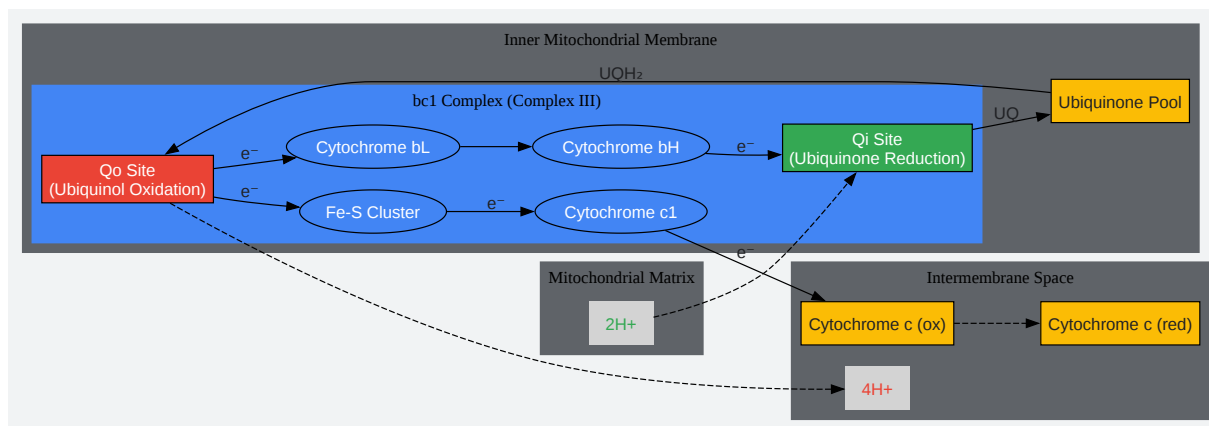 Inner Mitochondrial Membrane
UQH₂
bc1 Complex (Complex III)
Ubiquinone Pool
UQ
Qi Site
(Ubiquinone Reduction)
Cytochrome bL
Cytochrome bH
e⁻
e⁻
Qo Site
(Ubiquinol Oxidation)
e⁻
Fe-S Cluster
e⁻
Cytochrome c1
e⁻
Mitochondrial Matrix
2H+
Intermembrane Space
Cytochrome c (ox)
Cytochrome c (red)
4H+